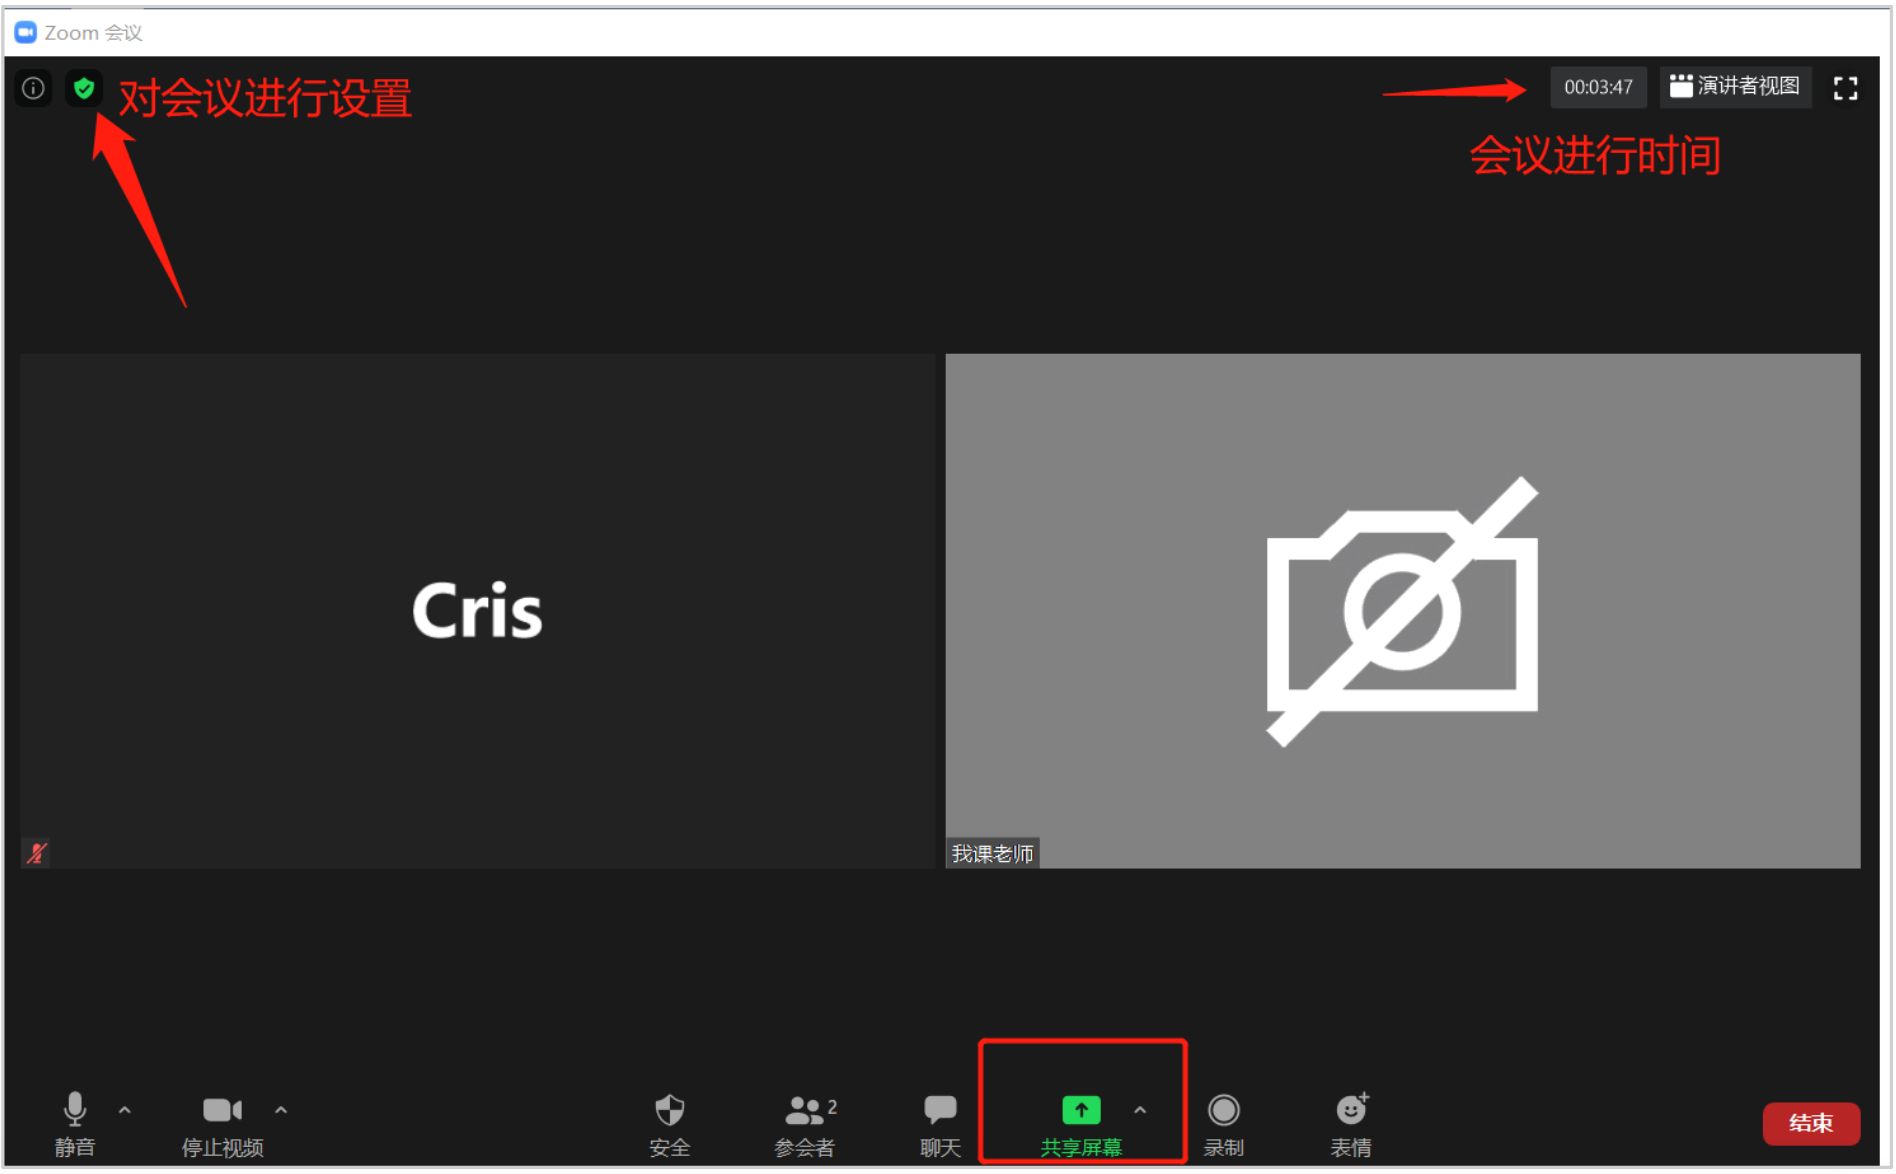 Zoom 会议
对会议进行设置
00:03:47
演讲者视图
会议进行时间
Cris
我课老师
静音
停止视频
安全
参会者
2
聊天
共享屏幕
录制
表情
结束